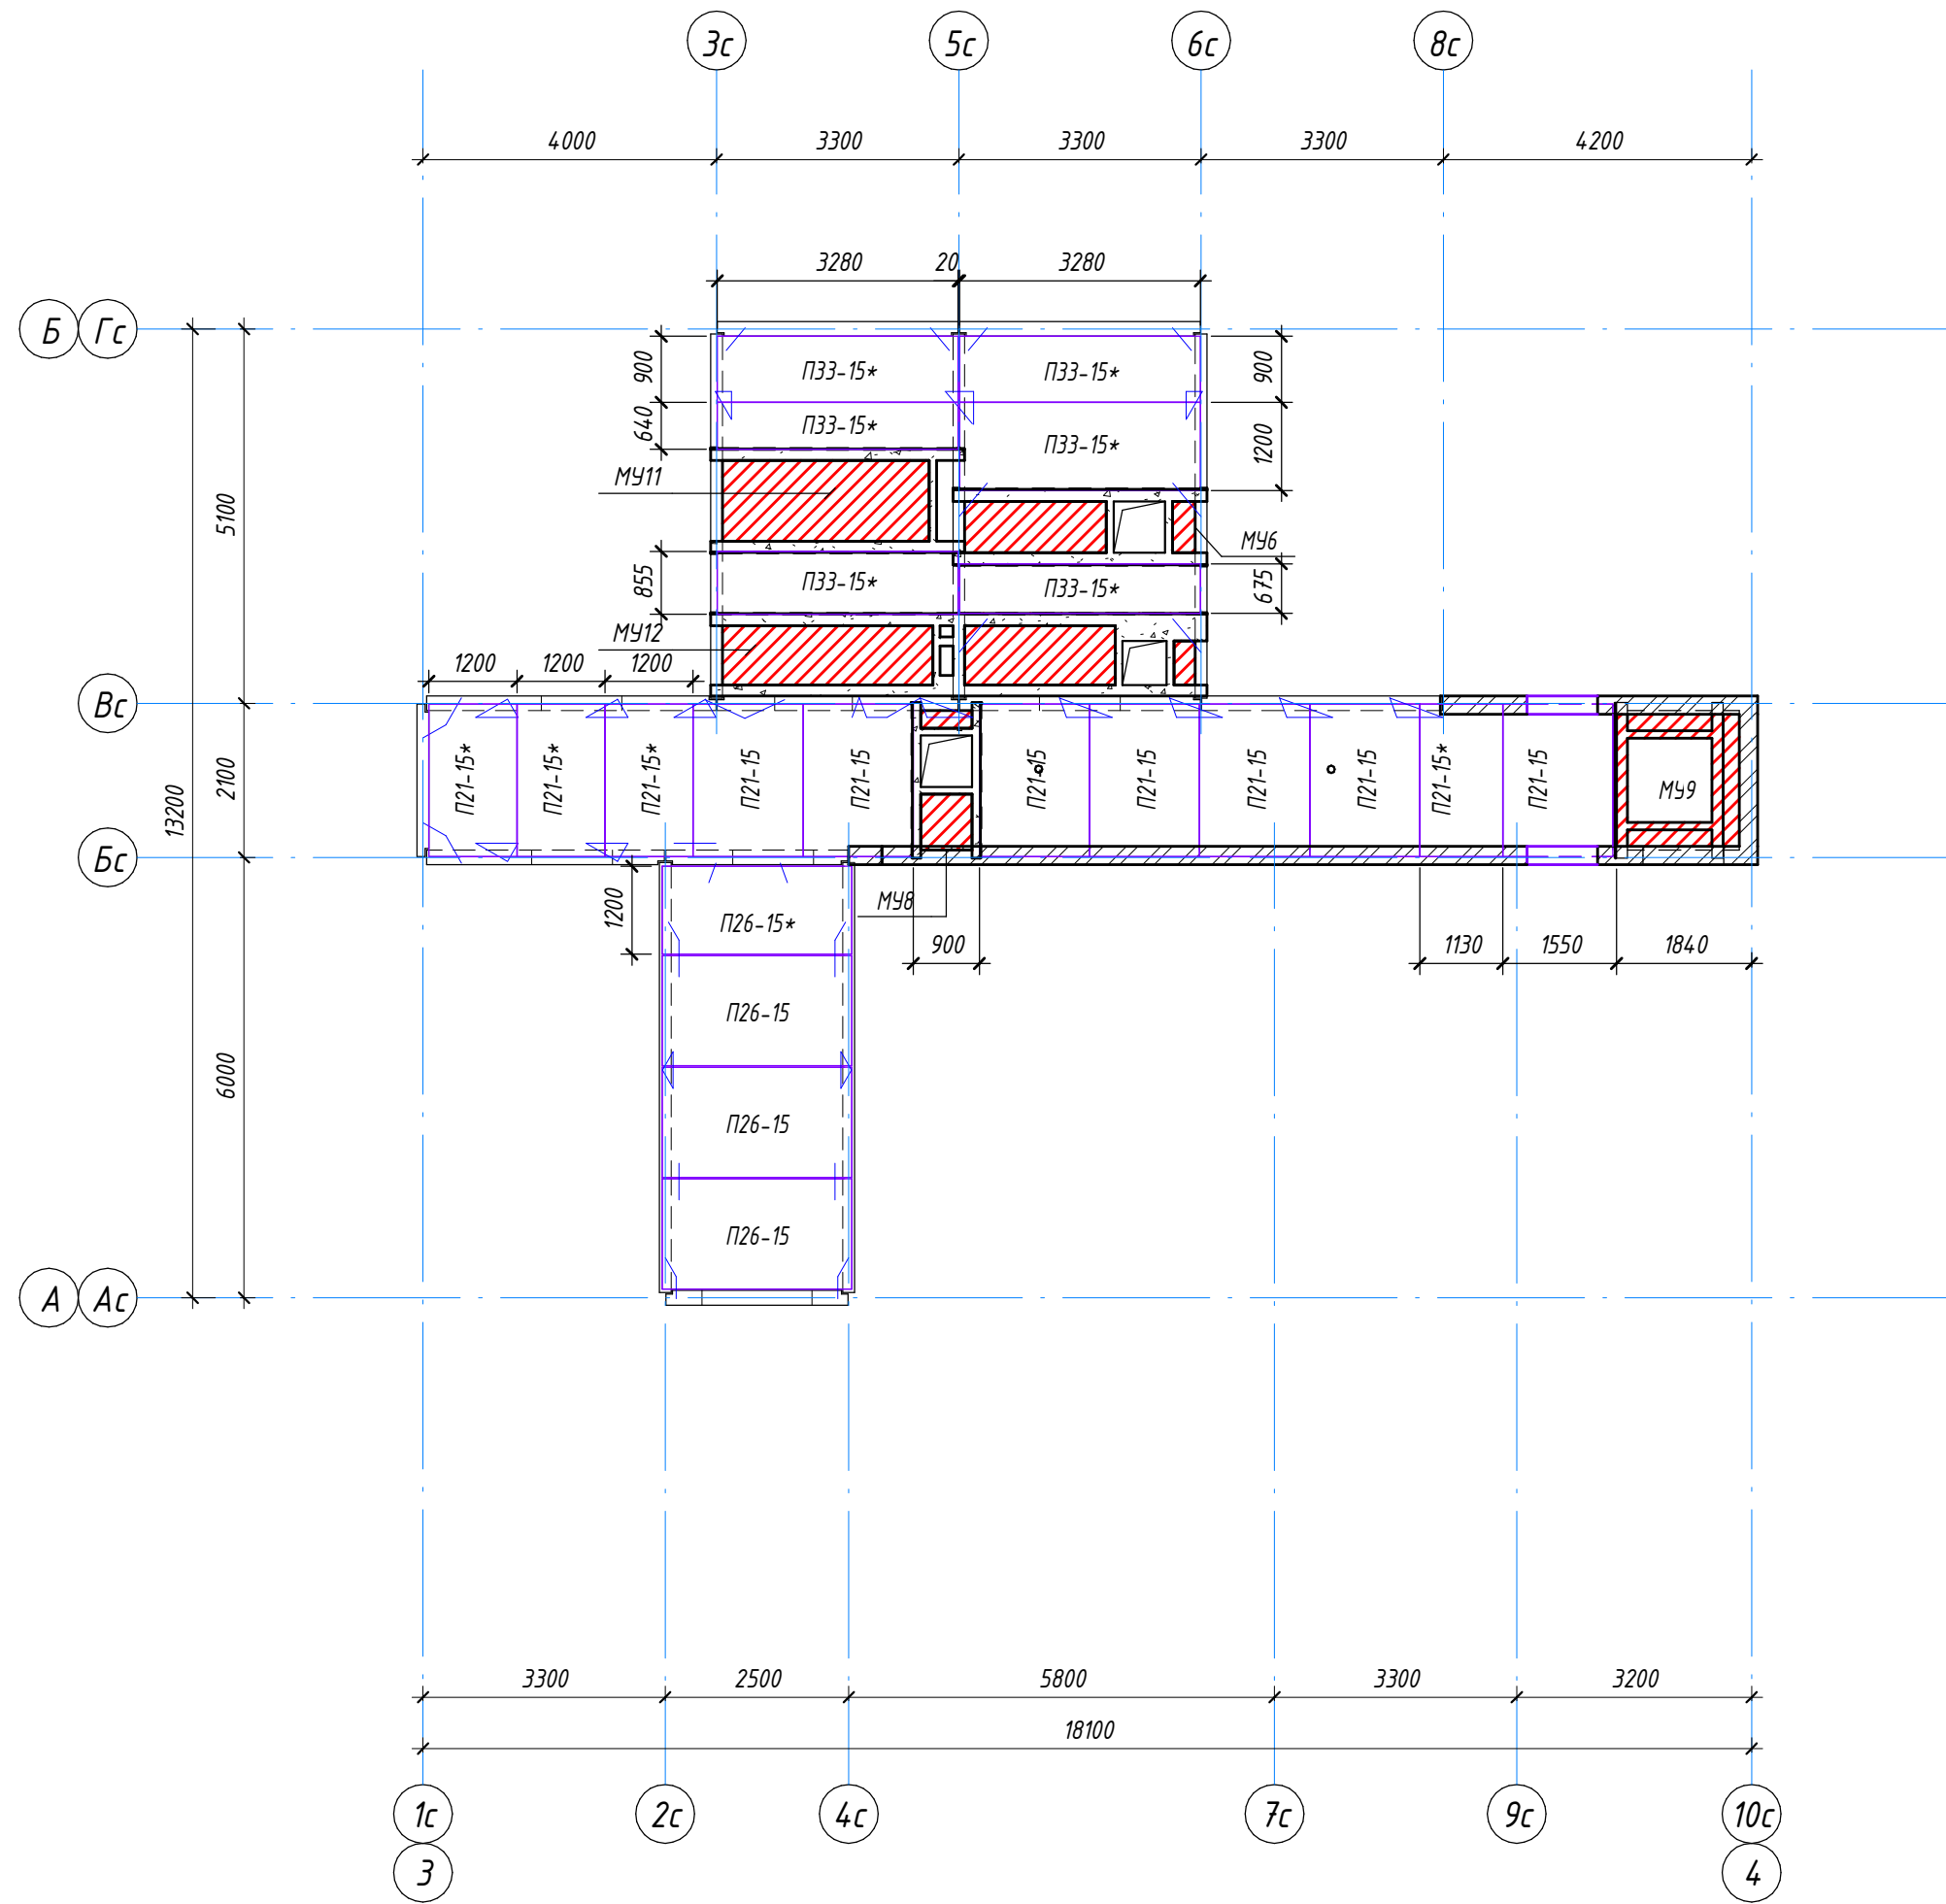 3с 5с 6с 8с
4000 3300 3300 3300 4200
3280 20 3280
Б Гс
900 П33-15* П33-15* 900
640 П33-15* П33-15* 1200
МУ11
5100
МУ6
855 П33-15* П33-15* 675
МУ12
1200 1200 1200
Вс
13200 2100
П21-15* П21-15* П21-15* П21-15 П21-15 П21-15 П21-15 П21-15 П21-15 П21-15* П21-15 МУ9
Бс
1200 П26-15* МУ8
900 1130 1550 1840
П26-15
6000
П26-15
П26-15
А Ас
3300 2500 5800 3300 3200
18100
1с 2с 4с 7с 9с 10с
3 4